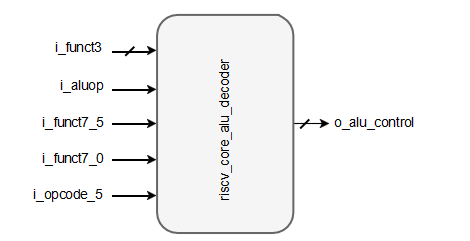 i_funct3
i_aluop
i_funct7_5
i_funct7_0
i_opcode_5
riscv_core_alu_decoder
o_alu_control